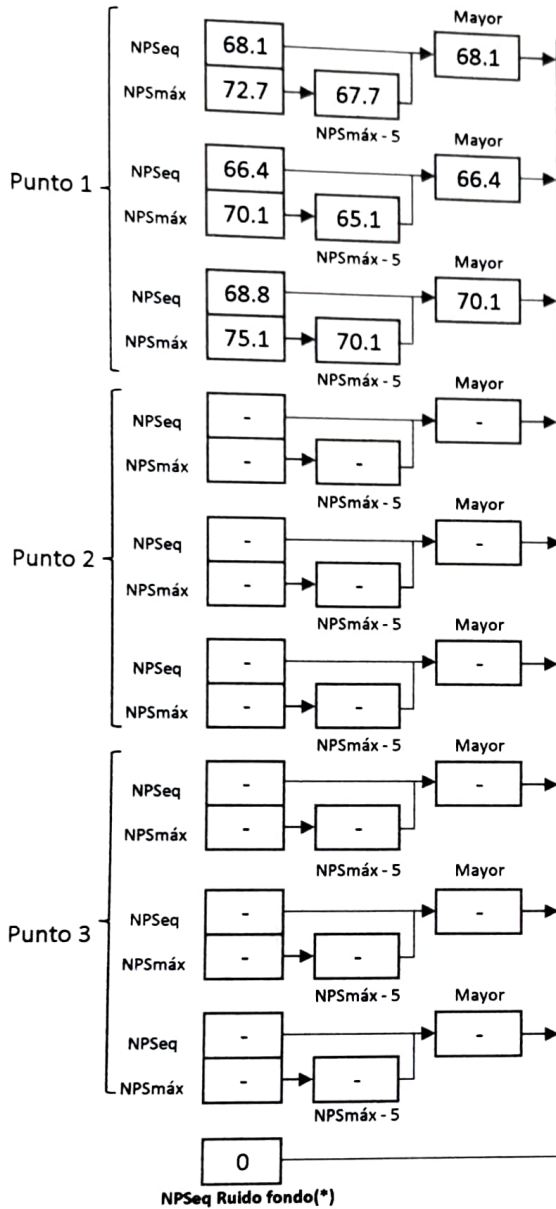 Mayor
NPSeq 68.1 68.1
NPSmáx 72.7 67.7
NPSmáx - 5
Punto 1
Mayor
NPSeq 66.4 66.4
NPSmáx 70.1 65.1
NPSmáx - 5
Mayor
NPSeq 68.8 70.1
NPSmáx 75.1 70.1
NPSmáx - 5
Mayor
NPSeq - -
NPSmáx - -
NPSmáx - 5
Punto 2
Mayor
NPSeq - -
NPSmáx - -
NPSmáx - 5
Mayor
NPSeq - -
NPSmáx - -
NPSmáx - 5
Mayor
NPSeq - -
NPSmáx - -
NPSmáx - 5
Punto 3
Mayor
NPSeq - -
NPSmáx - -
NPSmáx - 5
Mayor
NPSeq - -
NPSmáx - -
NPSmáx - 5
0
NPSeq Ruido fondo(*)